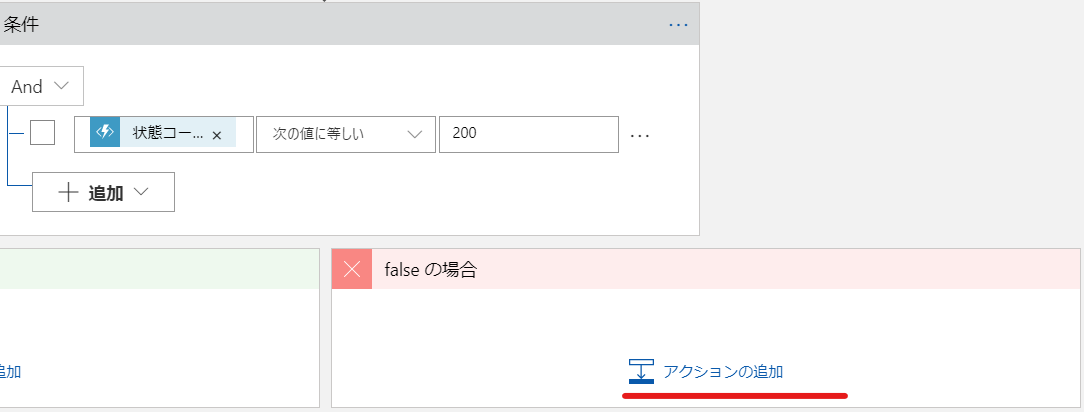 条件
And
状態コー...
次の値に等しい
200
追加
false の場合
追加
アクションの追加